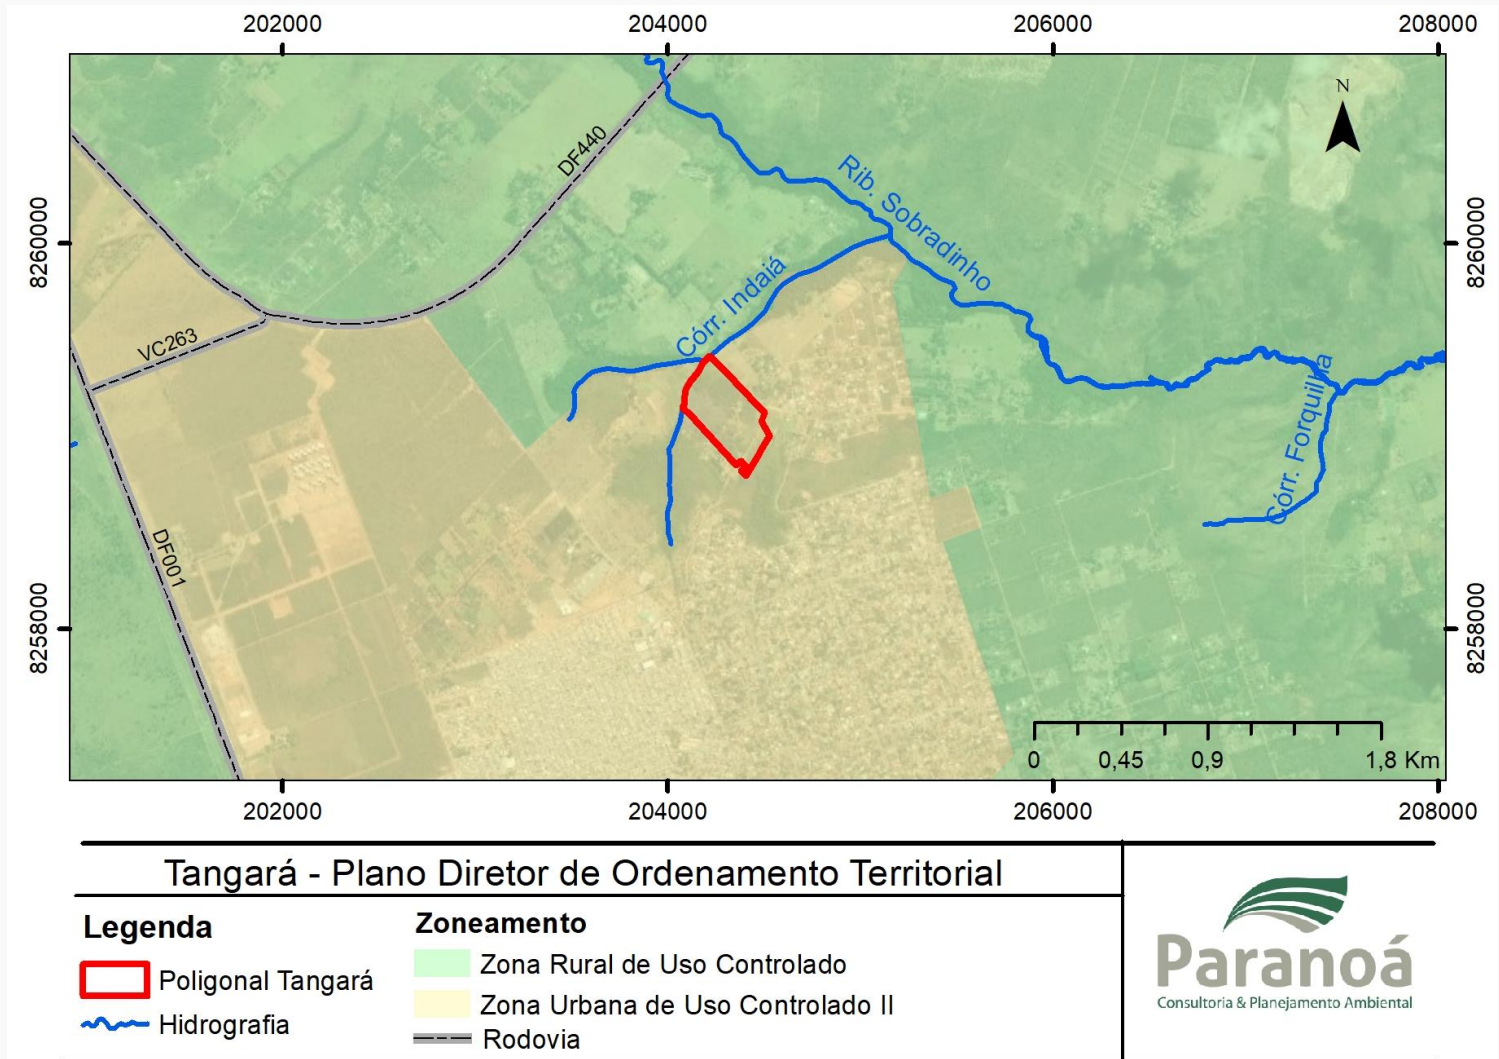 202000 204000 206000 208000
N
DF440
Rib. Sobradinho
8260000 8260000
Córr. Indaiá
VC263
Córr. Forquilha
DF001
8258000 8258000
0 0,45 0,9 1,8 Km
202000 204000 206000 208000
Tangará - Plano Diretor de Ordenamento Territorial
Legenda
Poligonal Tangará
Hidrografia
Zoneamento
Zona Rural de Uso Controlado
Zona Urbana de Uso Controlado II
Rodovia
Paranoá
Consultoria & Planejamento Ambiental